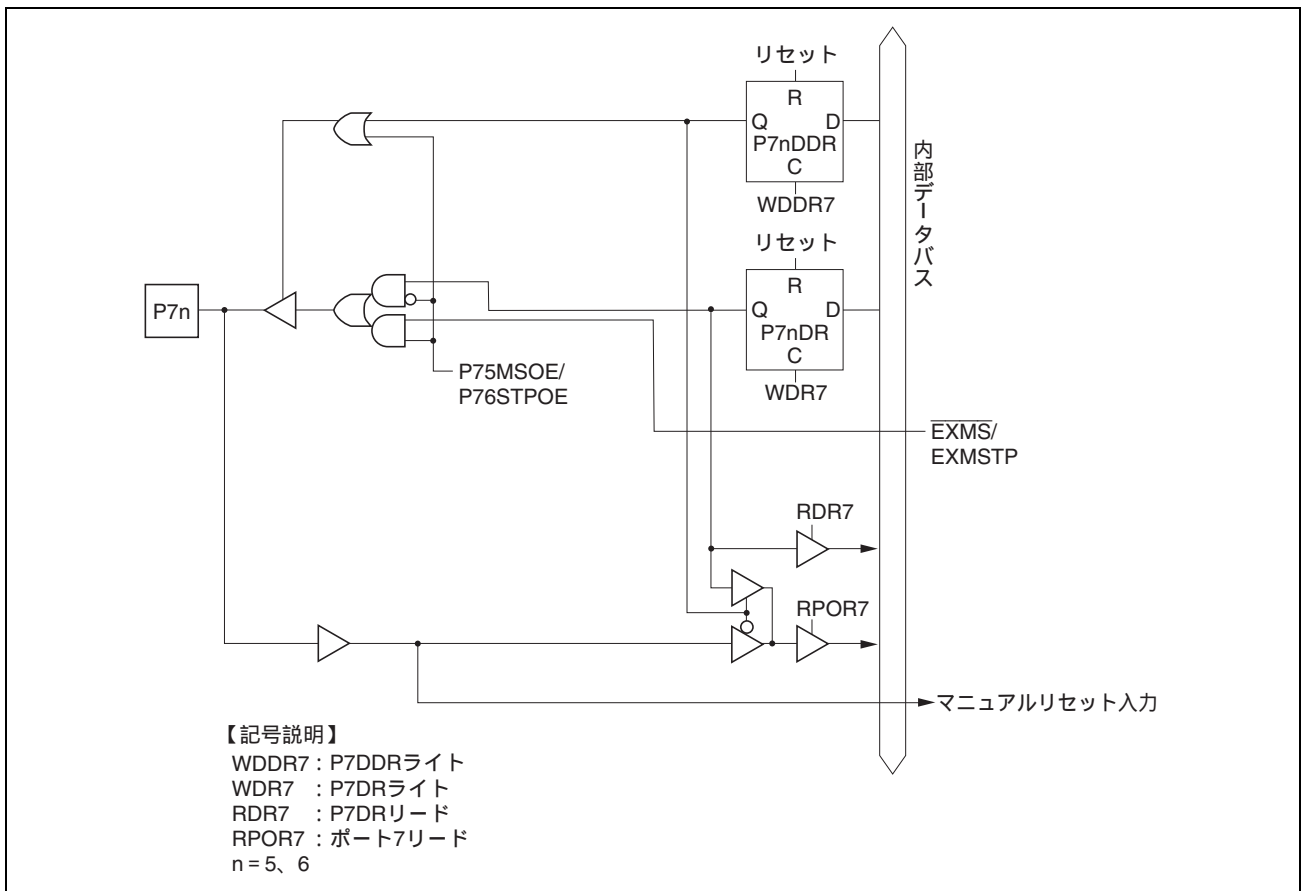 リセット
R
Q D
P7nDDR
C
WDDR7
内部データバス
リセット
R
Q D
P7nDR
C
WDR7
P7n
P75MSOE/
P76STPOE
EXMS/
EXMSTP
RDR7
RPOR7
マニュアルリセット入力
【記号説明】
WDDR7 : P7DDRライト
WDR7 : P7DRライト
RDR7 : P7DRリード
RPOR7 : ポート7リード
n = 5、6